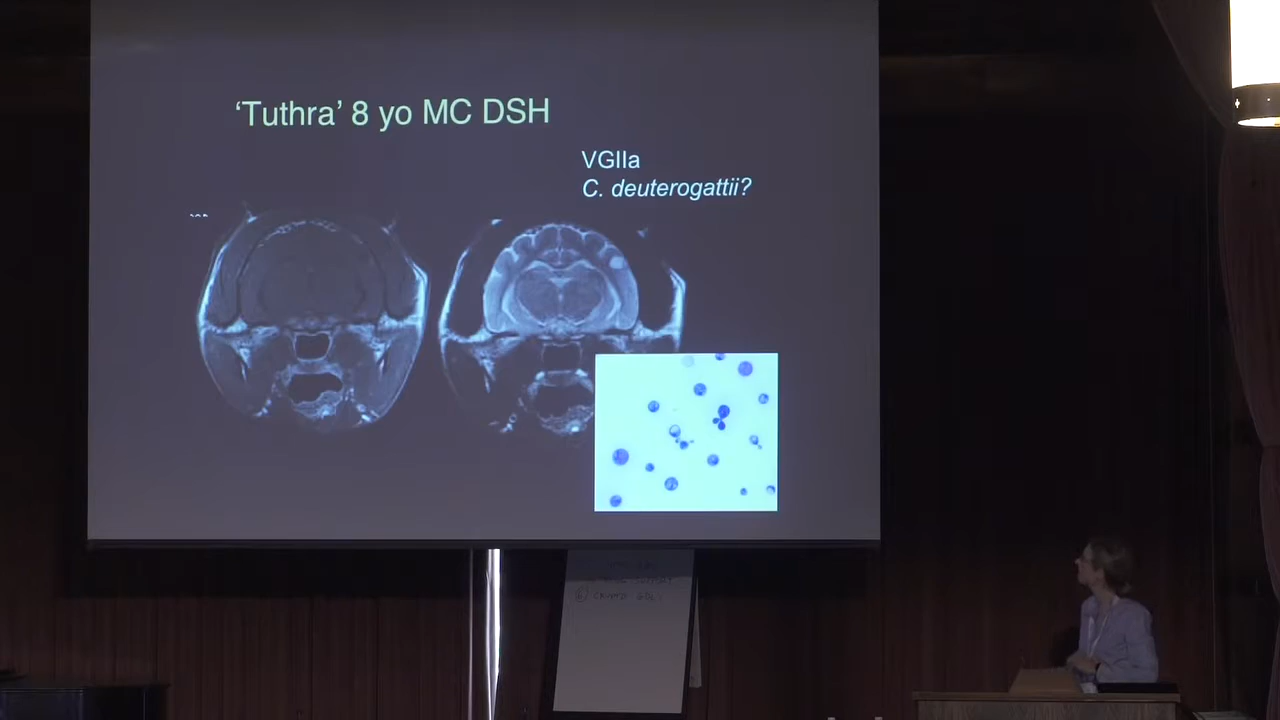 ‘Tuthra’ 8 yo MC DSH
VGIIa
C. deuterogattii?